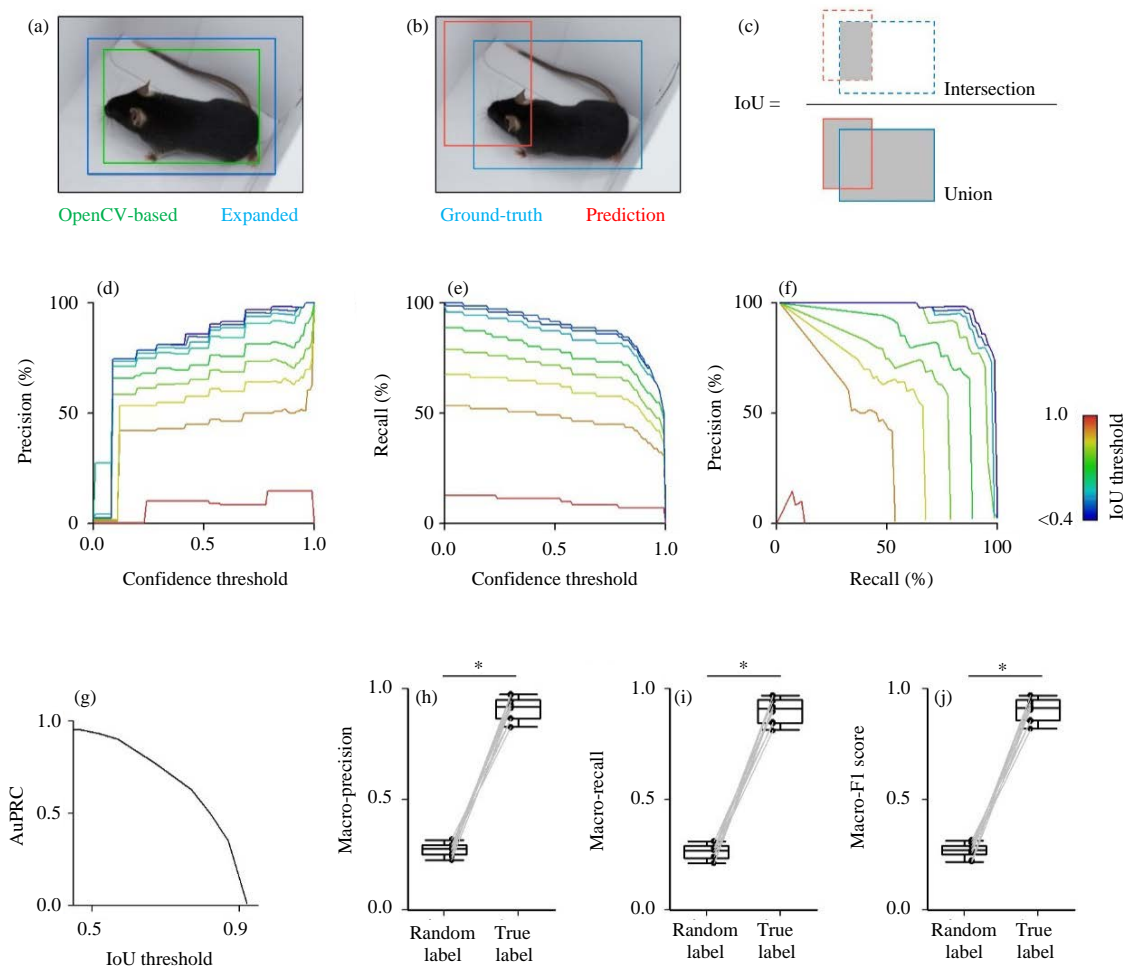 (a)
OpenCV-based Expanded
(b)
Ground-truth Prediction
(c)
IoU =
Intersection
Union
(d)
Precision (%)
100
50
0
0.0 0.5 1.0
Confidence threshold
(e)
Recall (%)
100
50
0
0.0 0.5 1.0
Confidence threshold
(f)
Precision (%)
100
50
0
0 50 100
Recall (%)
1.0
<0.4
IoU threshold
(g)
AuPRC
1.0
0.5
0.0
0.5 0.9
IoU threshold
(h)
*
Macro-precision
1.0
0.5
0.0
Random True
label label
(i)
*
Macro-recall
1.0
0.5
0.0
Random True
label label
(j)
*
Macro-F1 score
1.0
0.5
0.0
Random True
label label